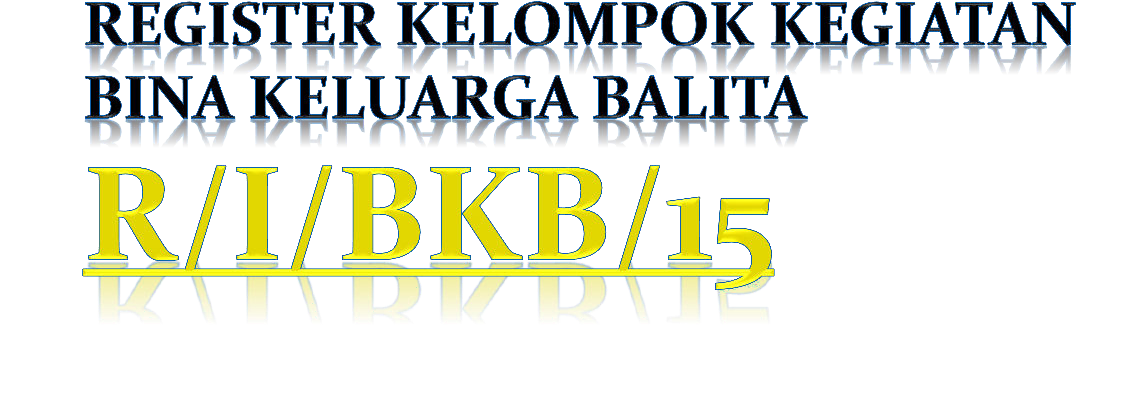 REGISTER KELOMPOK KEGIATAN
BINA KELUARGA BALITA
R/I/BKB/15